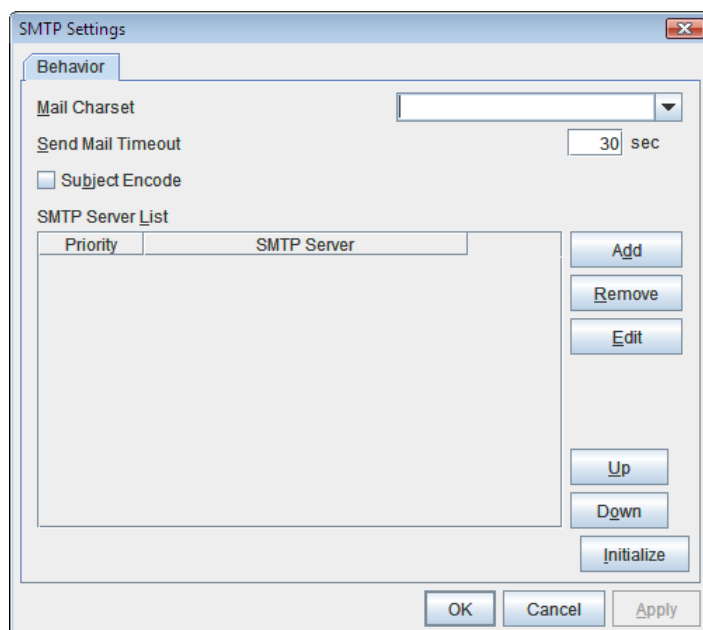 SMTP Settings
Behavior
Mail Charset
Send Mail Timeout 30 sec
Subject Encode
SMTP Server List
Priority SMTP Server
Add
Remove
Edit
Up
Down
Initialize
OK Cancel Apply